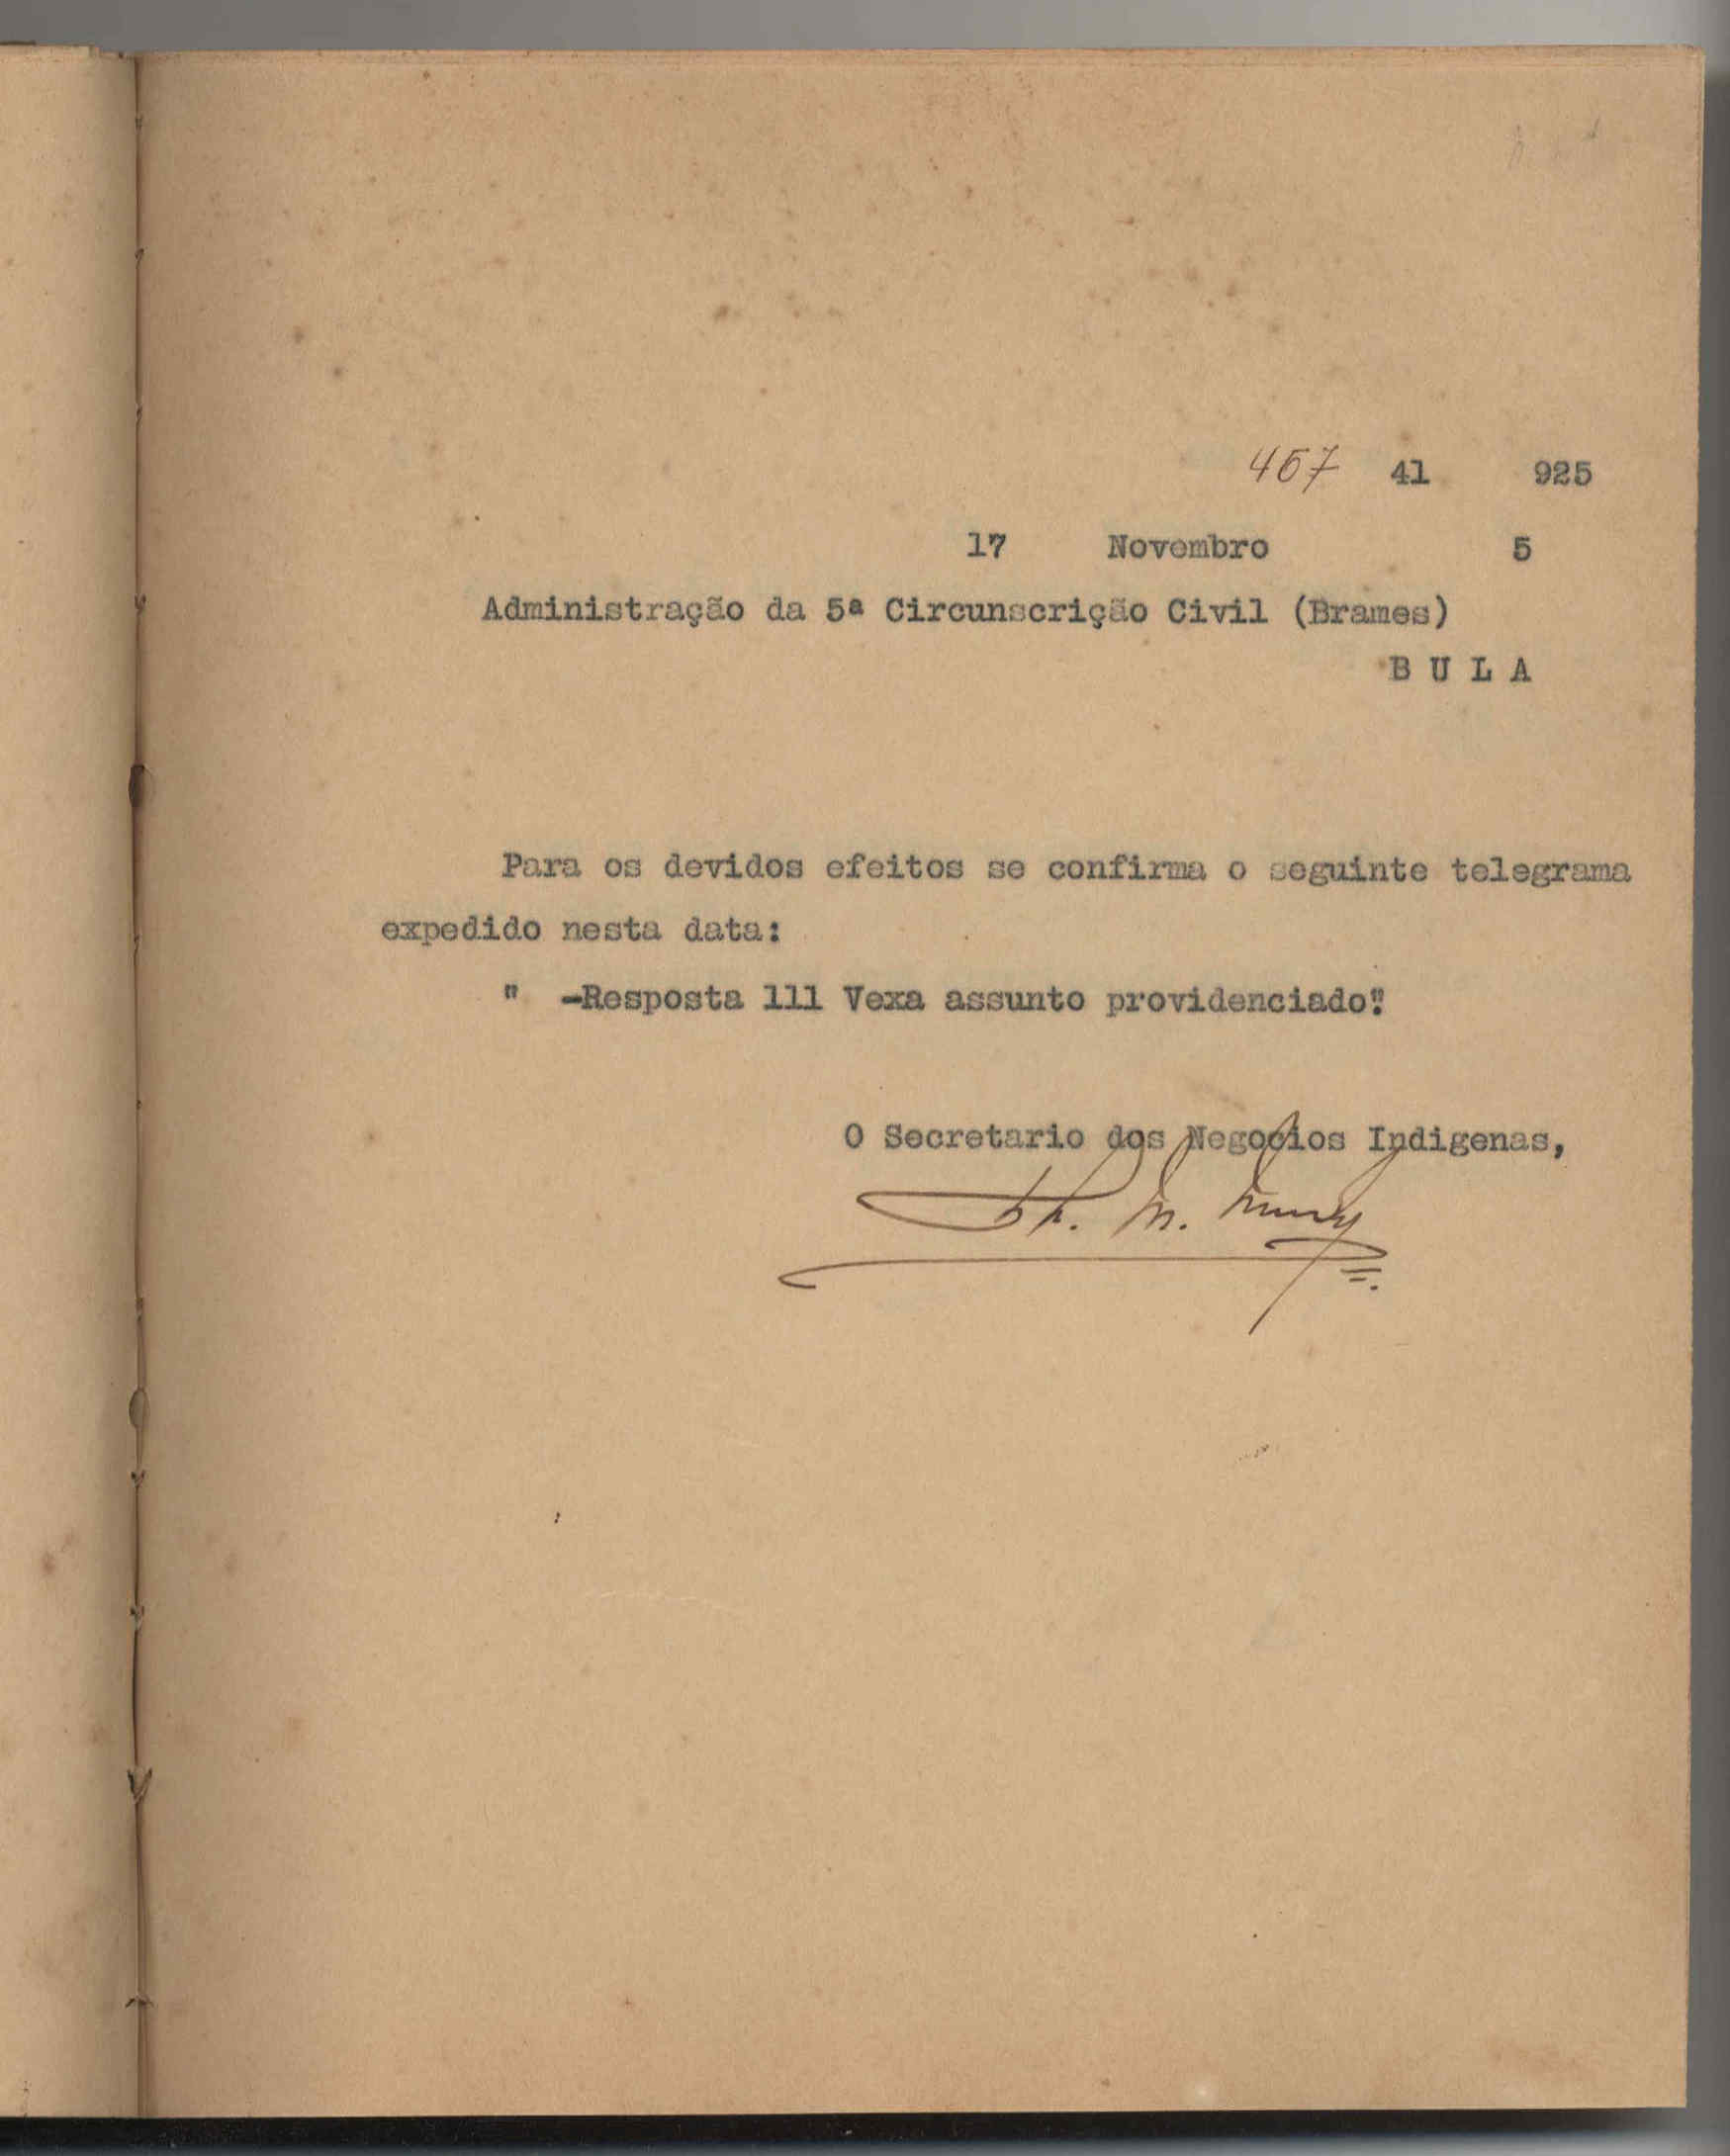 457 41 925
17 Novembro 5
Administração da 5ª Circunscrição Civil (Brames)
B U L A
Para os devidos efeitos se confirma o seguinte telegrama
expedido nesta data:
" -Resposta 111 Vexa assunto providenciado".
O Secretario dos Negocios Indigenas,